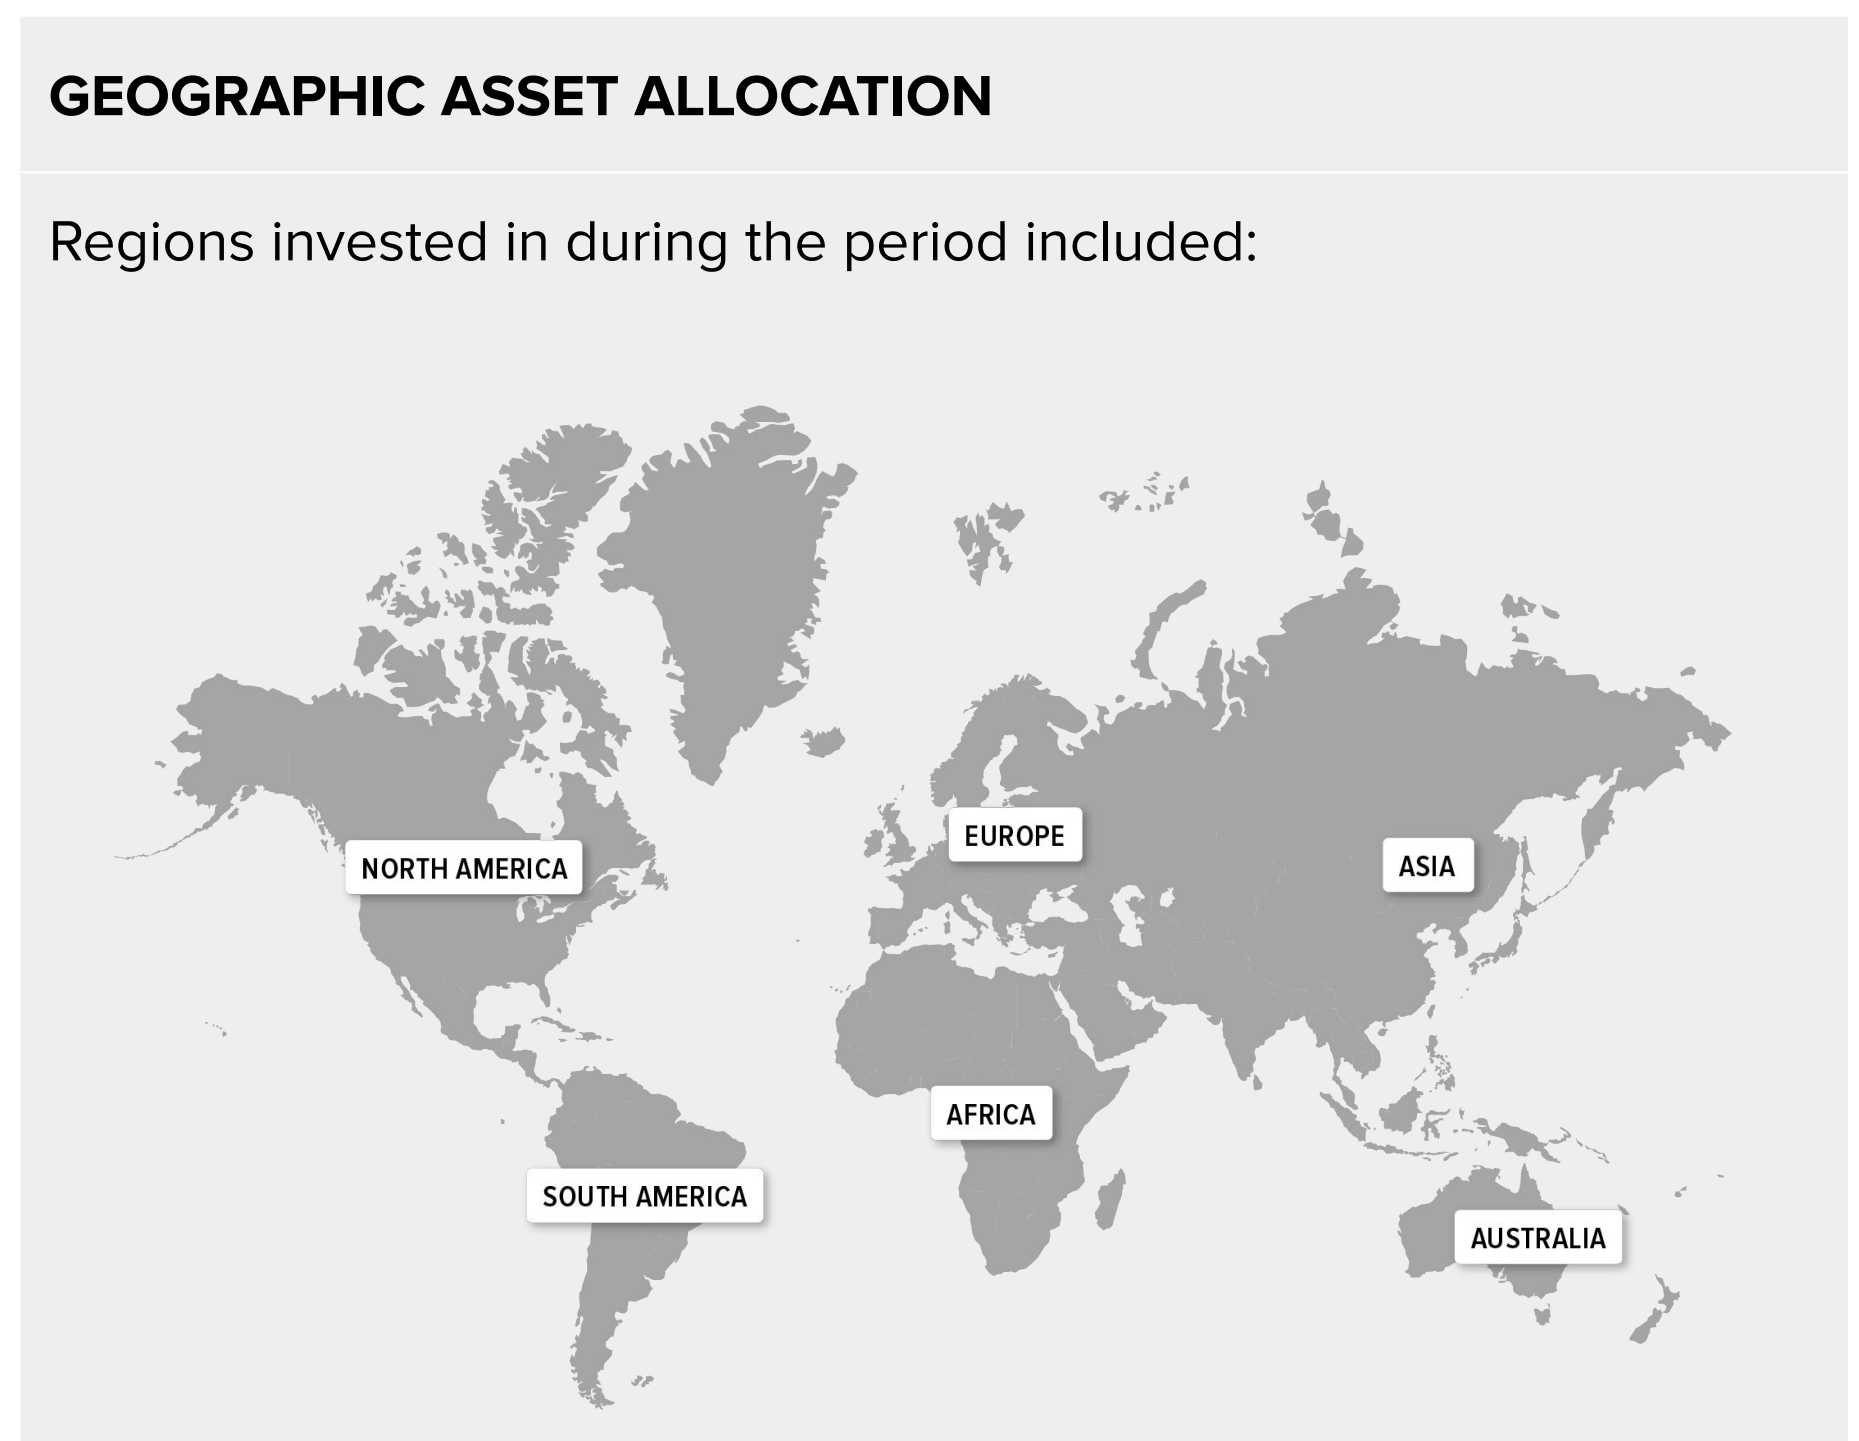 GEOGRAPHIC ASSET ALLOCATION
Regions invested in during the period included:
EUROPE
NORTH AMERICA
ASIA
AFRICA
SOUTH AMERICA
AUSTRALIA